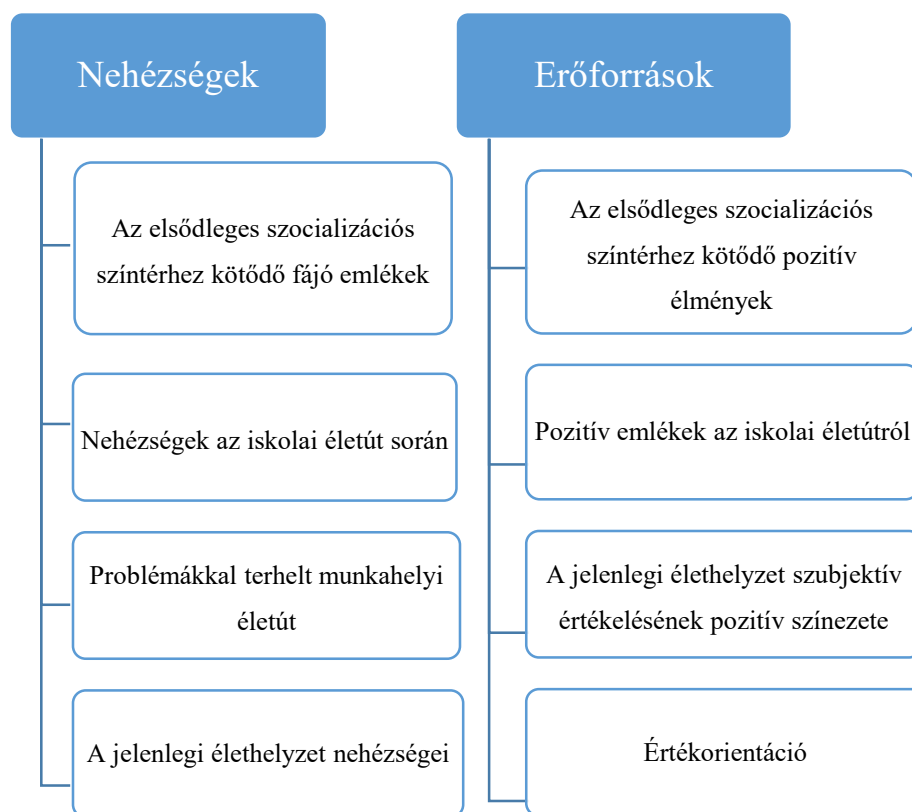 Nehézségek
Az elsődleges szocializációs
színtérhez kötődő fájó emlékek
Nehézségek az iskolai életút során
Problémákkal terhelt munkahelyi
életút
A jelenlegi élethelyzet nehézségei
Erőforrások
Az elsődleges szocializációs
színtérhez kötődő pozitív
élmények
Pozitív emlékek az iskolai életútról
A jelenlegi élethelyzet szubjektív
értékelésének pozitív színezete
Értékorientáció